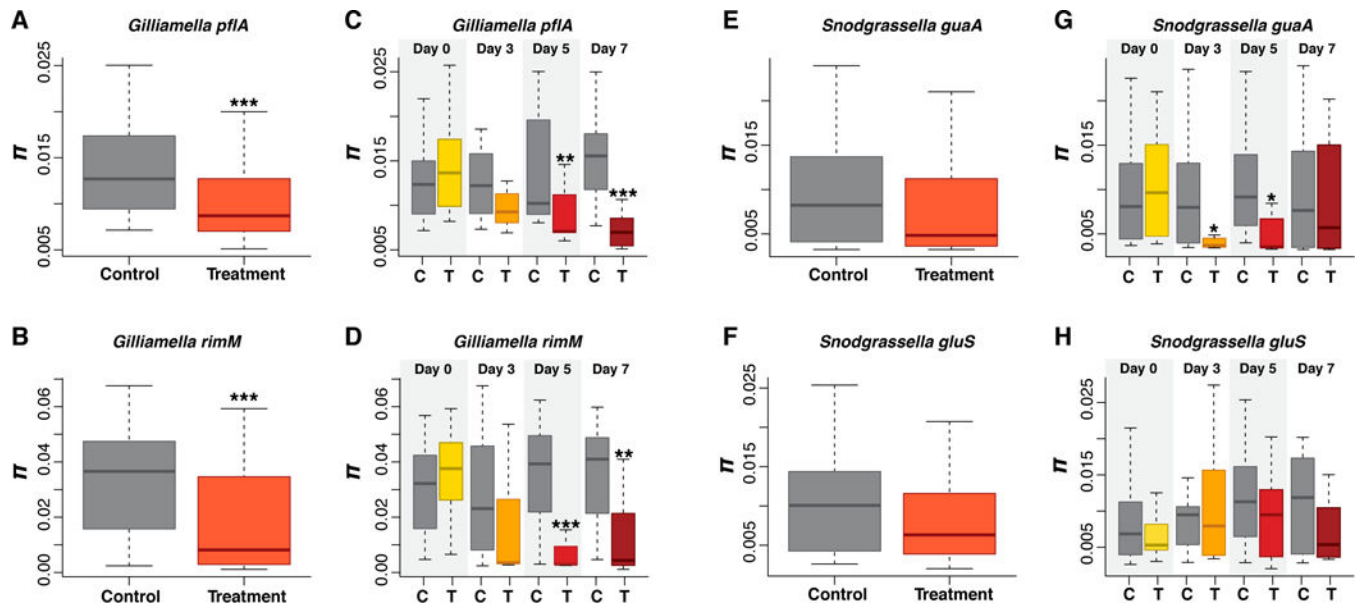 A
Gilliamella pflA
π
0.005
0.015
0.025
***
Control
Treatment
C
Gilliamella pflA
Day 0
Day 3
Day 5
Day 7
π
0.005
0.015
0.025
**
***
C T C T C T C T
E
Snodgrassella guaA
π
0.005
0.015
Control
Treatment
G
Snodgrassella guaA
Day 0
Day 3
Day 5
Day 7
π
0.005
0.015
*
*
C T C T C T C T
B
Gilliamella rimM
π
0.00
0.02
0.04
0.06
***
Control
Treatment
D
Gilliamella rimM
Day 0
Day 3
Day 5
Day 7
π
0.00
0.02
0.04
0.06
***
**
C T C T C T C T
F
Snodgrassella gluS
π
0.005
0.015
0.025
Control
Treatment
H
Snodgrassella gluS
Day 0
Day 3
Day 5
Day 7
π
0.005
0.015
0.025
C T C T C T C T